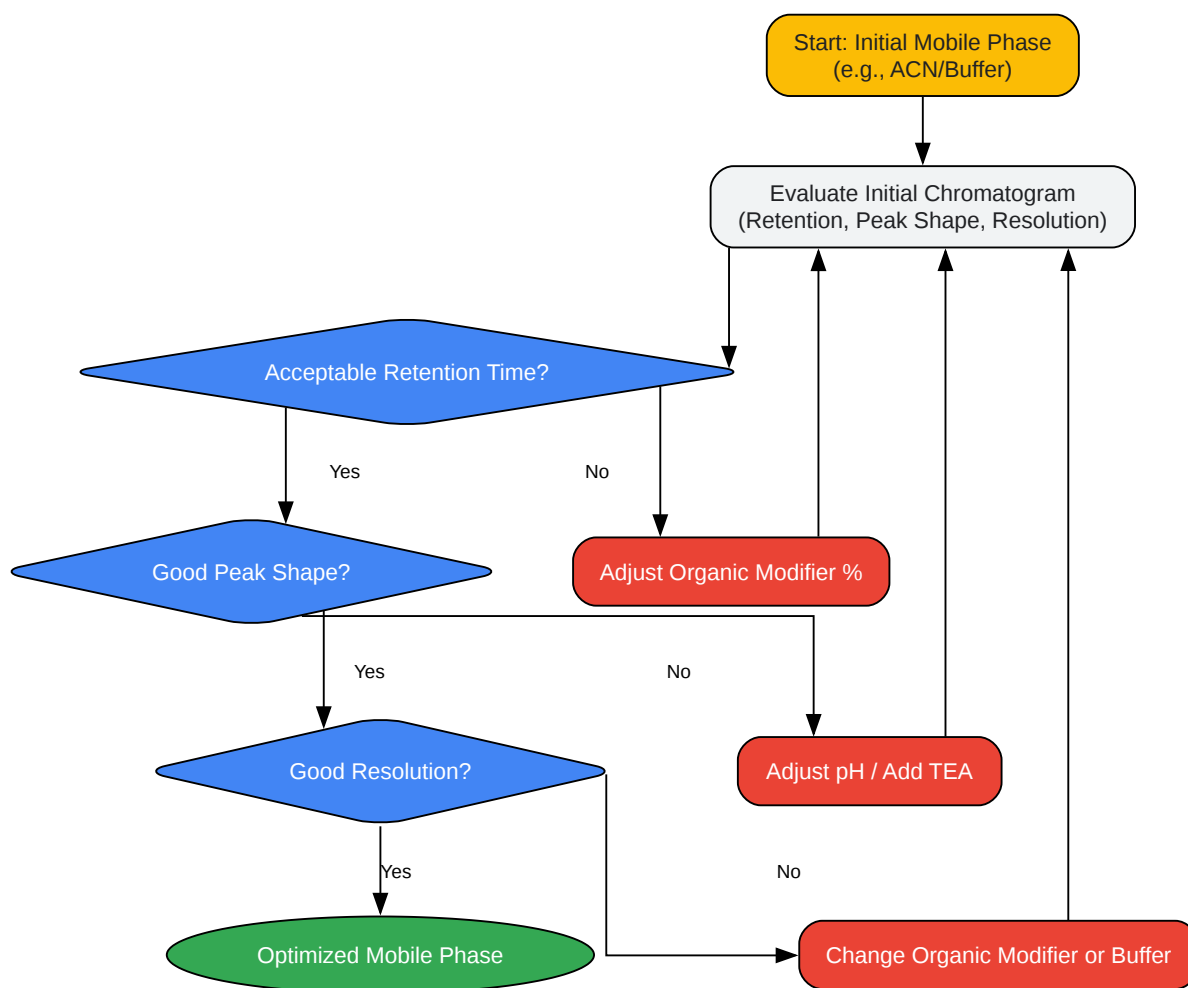 Start: Initial Mobile Phase
(e.g., ACN/Buffer)
Evaluate Initial Chromatogram
(Retention, Peak Shape, Resolution)
Acceptable Retention Time?
Yes
No
Good Peak Shape?
Adjust Organic Modifier %
Yes
No
Good Resolution?
Adjust pH / Add TEA
Yes
No
Optimized Mobile Phase
Change Organic Modifier or Buffer